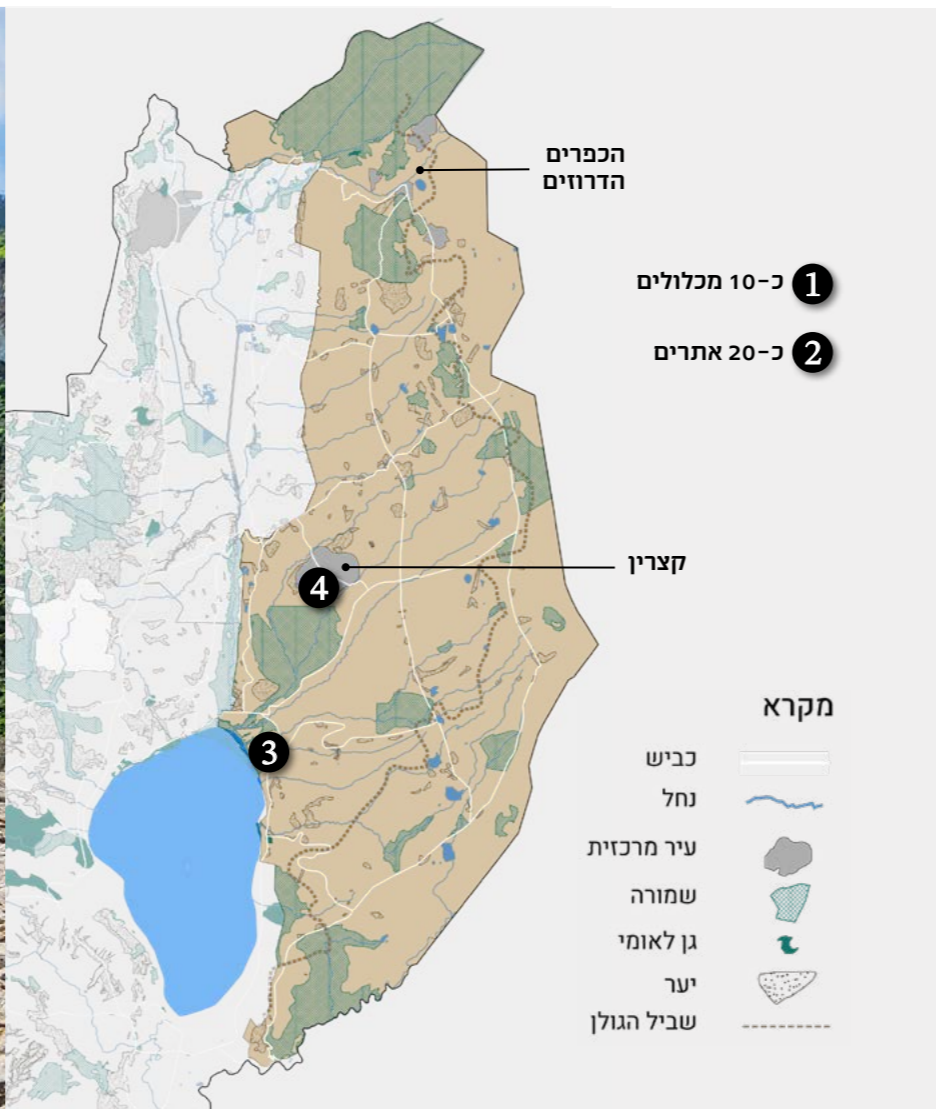 הכפרים
הדרוזים
1 כ-10 מכלולים
2 כ-20 אתרים
קצרין
4
3
מקרא
כביש
נחל
עיר מרכזית
שמורה
גן לאומי
יער
שביל הגולן